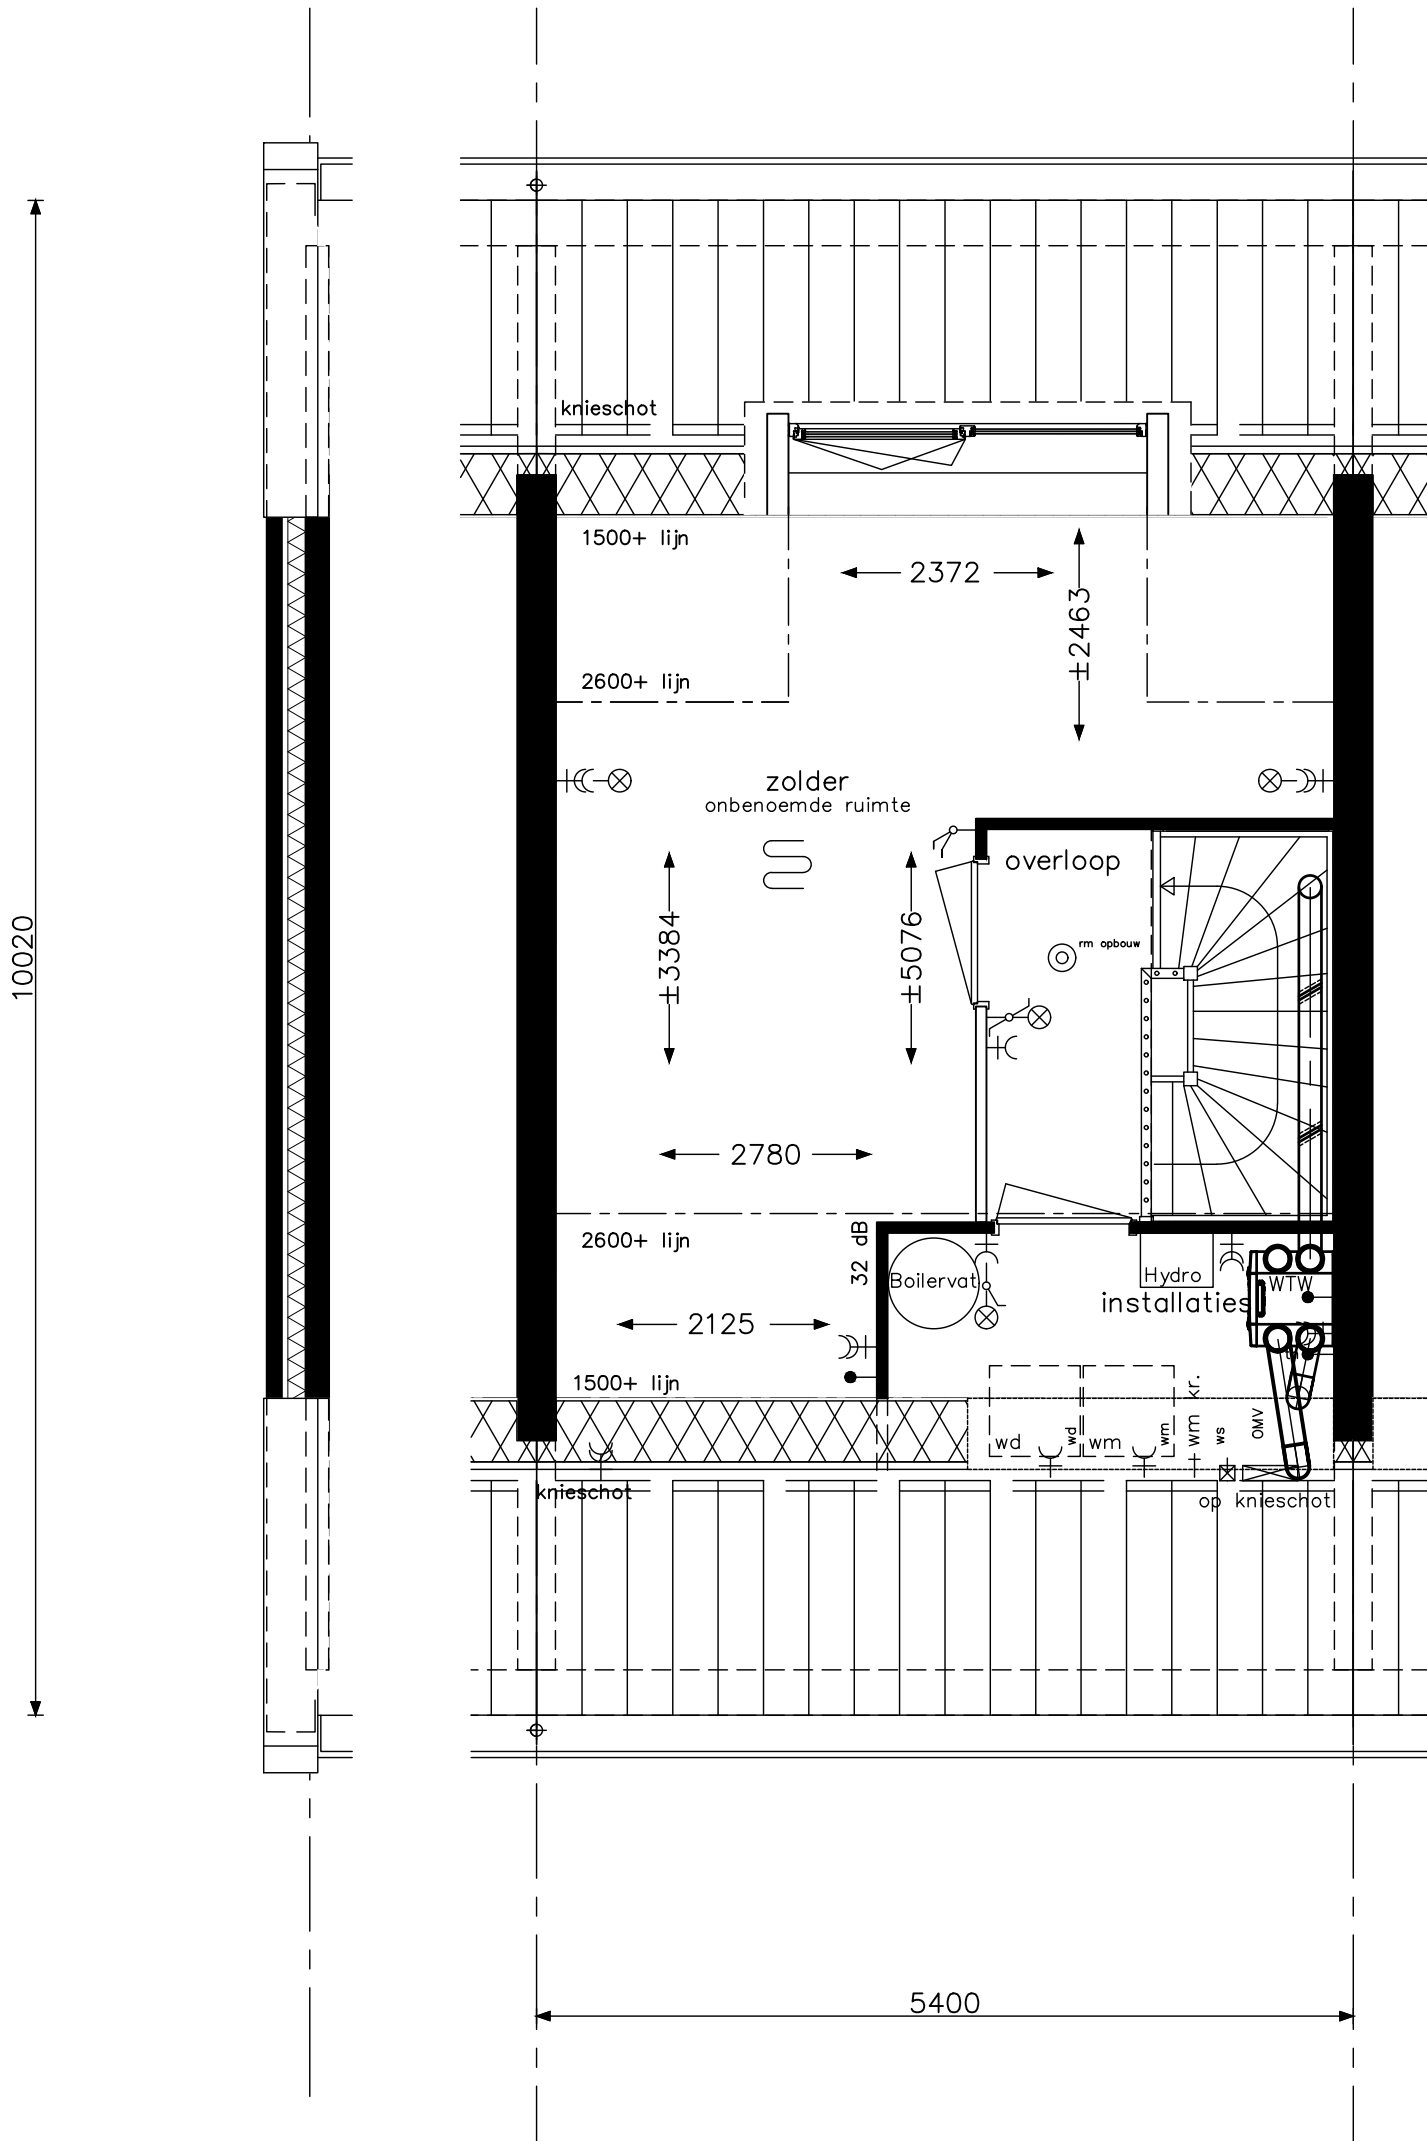 knieschot
1500+ lijn
2372
±2463
2600+ lijn
zolder
onbenoemde ruimte
overloop
rm opbouw
10020
±3384
±5076
2780
2600+ lijn
32 dB
Boilervat
Hydro
WTW
installaties
2125
1500+ lijn
wd
wd
wm
wm
wm kr.
ws
OMV
knieschot
op knieschot
5400